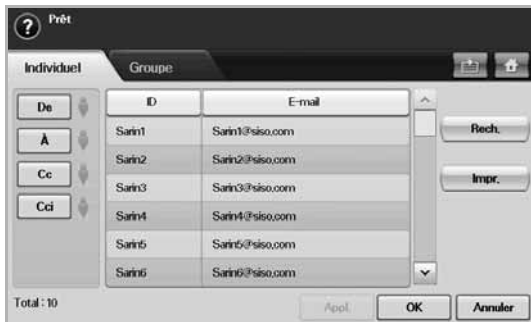 Prêt
Individuel Groupe
De
À
Cc
Cci
ID E-mail
Sarin1 Sarin1@siso.com
Sarin2 Sarin2@siso.com
Sarin3 Sarin3@siso.com
Sarin4 Sarin4@siso.com
Sarin5 Sarin5@siso.com
Sarin6 Sarin6@siso.com
Rech.
Impr.
Total : 10
Appl. OK Annuler